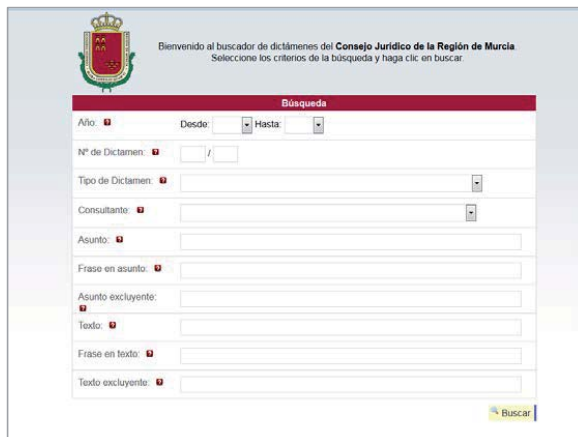 Bienvenido al buscador de dictámenes del Consejo Jurídico de la Región de Murcia.
Seleccione los criterios de la búsqueda y haga clic en buscar.
Búsqueda
Año: ? Desde: Hasta:
Nº de Dictamen: ? /
Tipo de Dictamen: ?
Consultante: ?
Asunto: ?
Frase en asunto: ?
Asunto excluyente:
?
Texto: ?
Frase en texto: ?
Texto excluyente: ?
Buscar